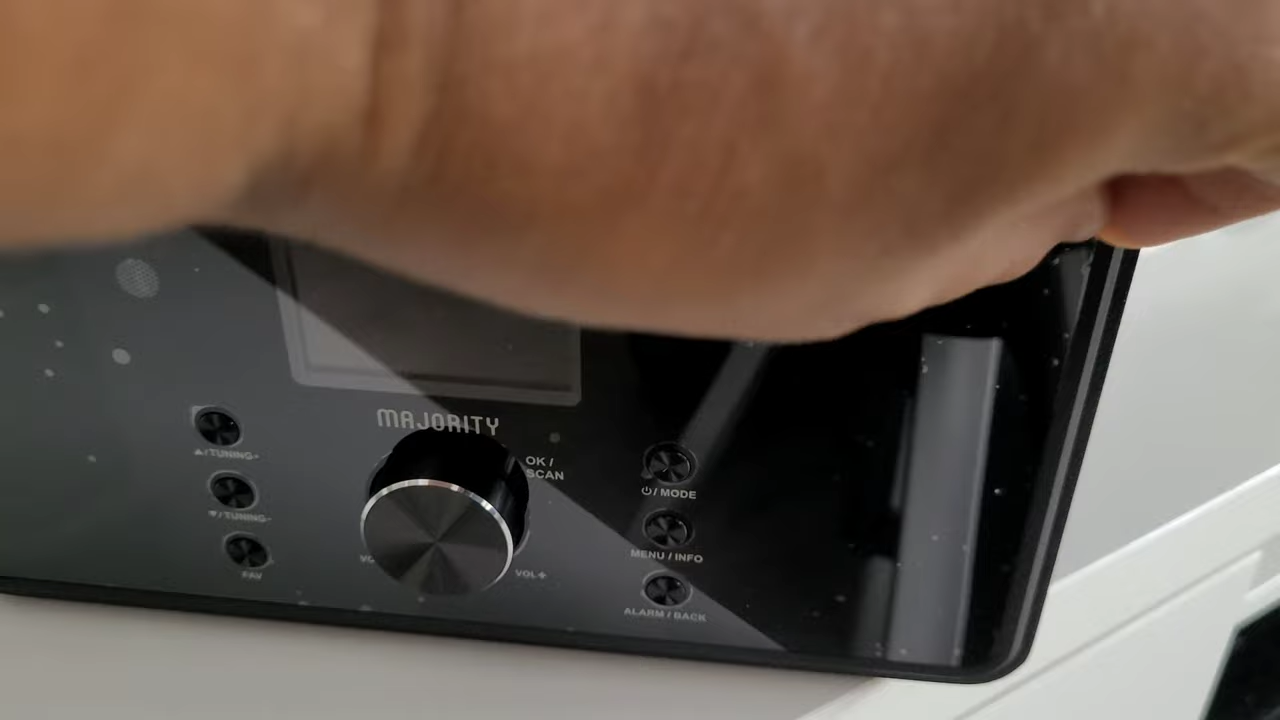 MAJORITY
OK /
SCAN
▲/TUNING+
⏻/ MODE
▼/TUNING-
MENU / INFO
VOL+
FAV
ALARM / BACK